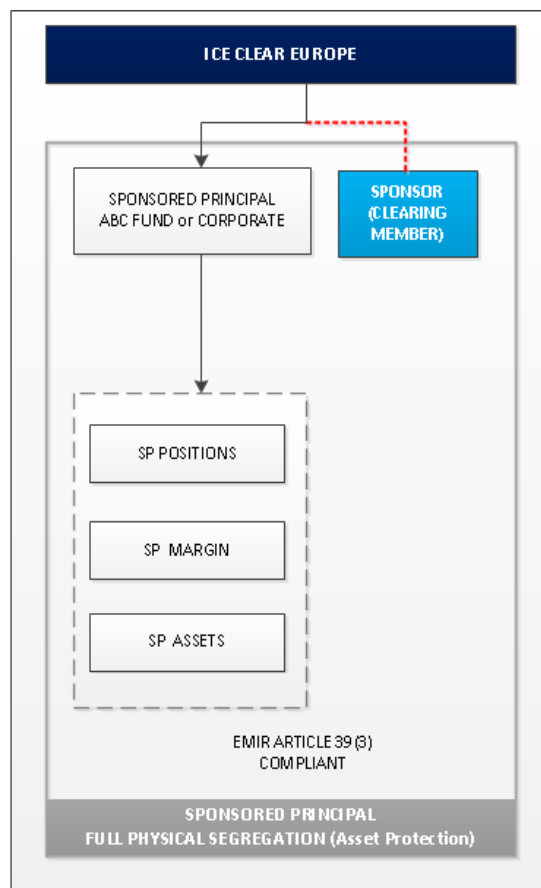 ICE CLEAR EUROPE
SPONSORED PRINCIPAL
ABC FUND or CORPORATE
SPONSOR
(CLEARING
MEMBER)
SP POSITIONS
SP MARGIN
SP ASSETS
EMIR ARTICLE 39 (3)
COMPLIANT
SPONSORED PRINCIPAL
FULL PHYSICAL SEGREGATION (Asset Protection)